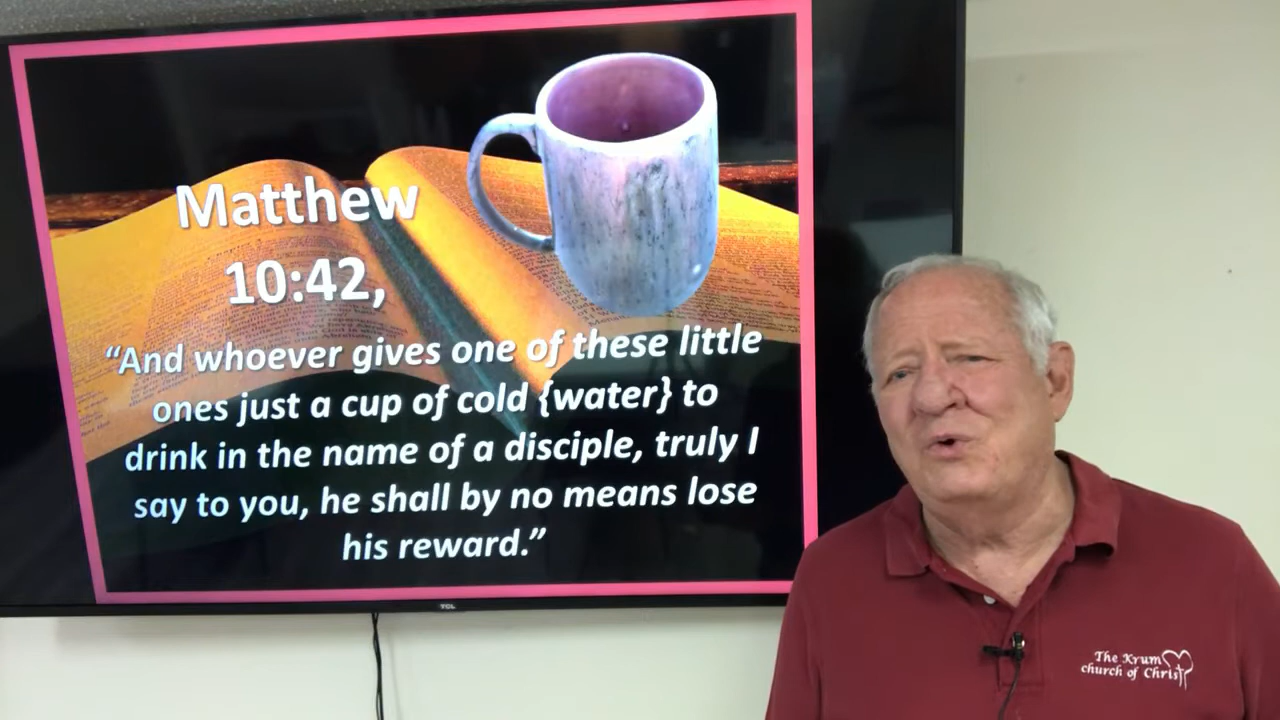 Matthew
10:42,
“And whoever gives one of these little
ones just a cup of cold {water} to
drink in the name of a disciple, truly I
say to you, he shall by no means lose
his reward.”
TCL
The Krum
church of Christ